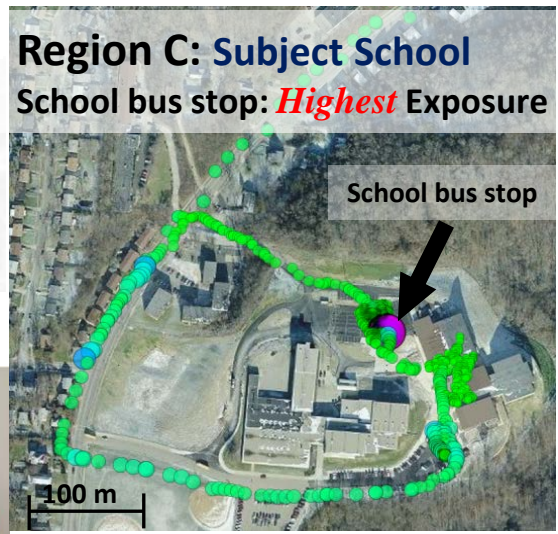 Region C: Subject School
School bus stop: Highest Exposure
School bus stop
100 m